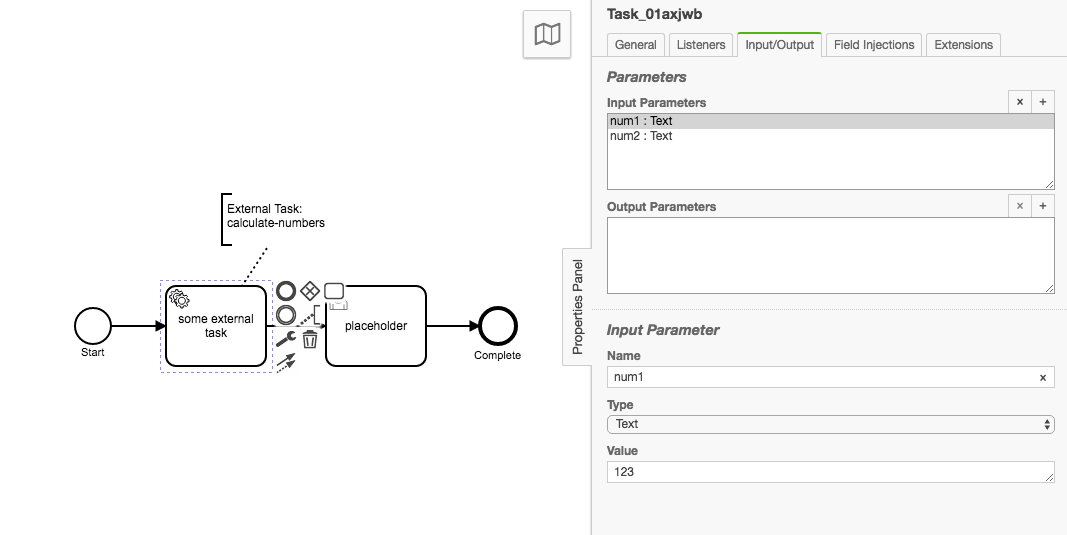 External Task:
calculate-numbers
some external
task
placeholder
Start
Complete
Properties Panel
Task_01axjwb
General
Listeners
Input/Output
Field Injections
Extensions
Parameters
Input Parameters
× +
num1 : Text
num2 : Text
Output Parameters
× +
Input Parameter
Name
num1 ×
Type
Text
Value
123